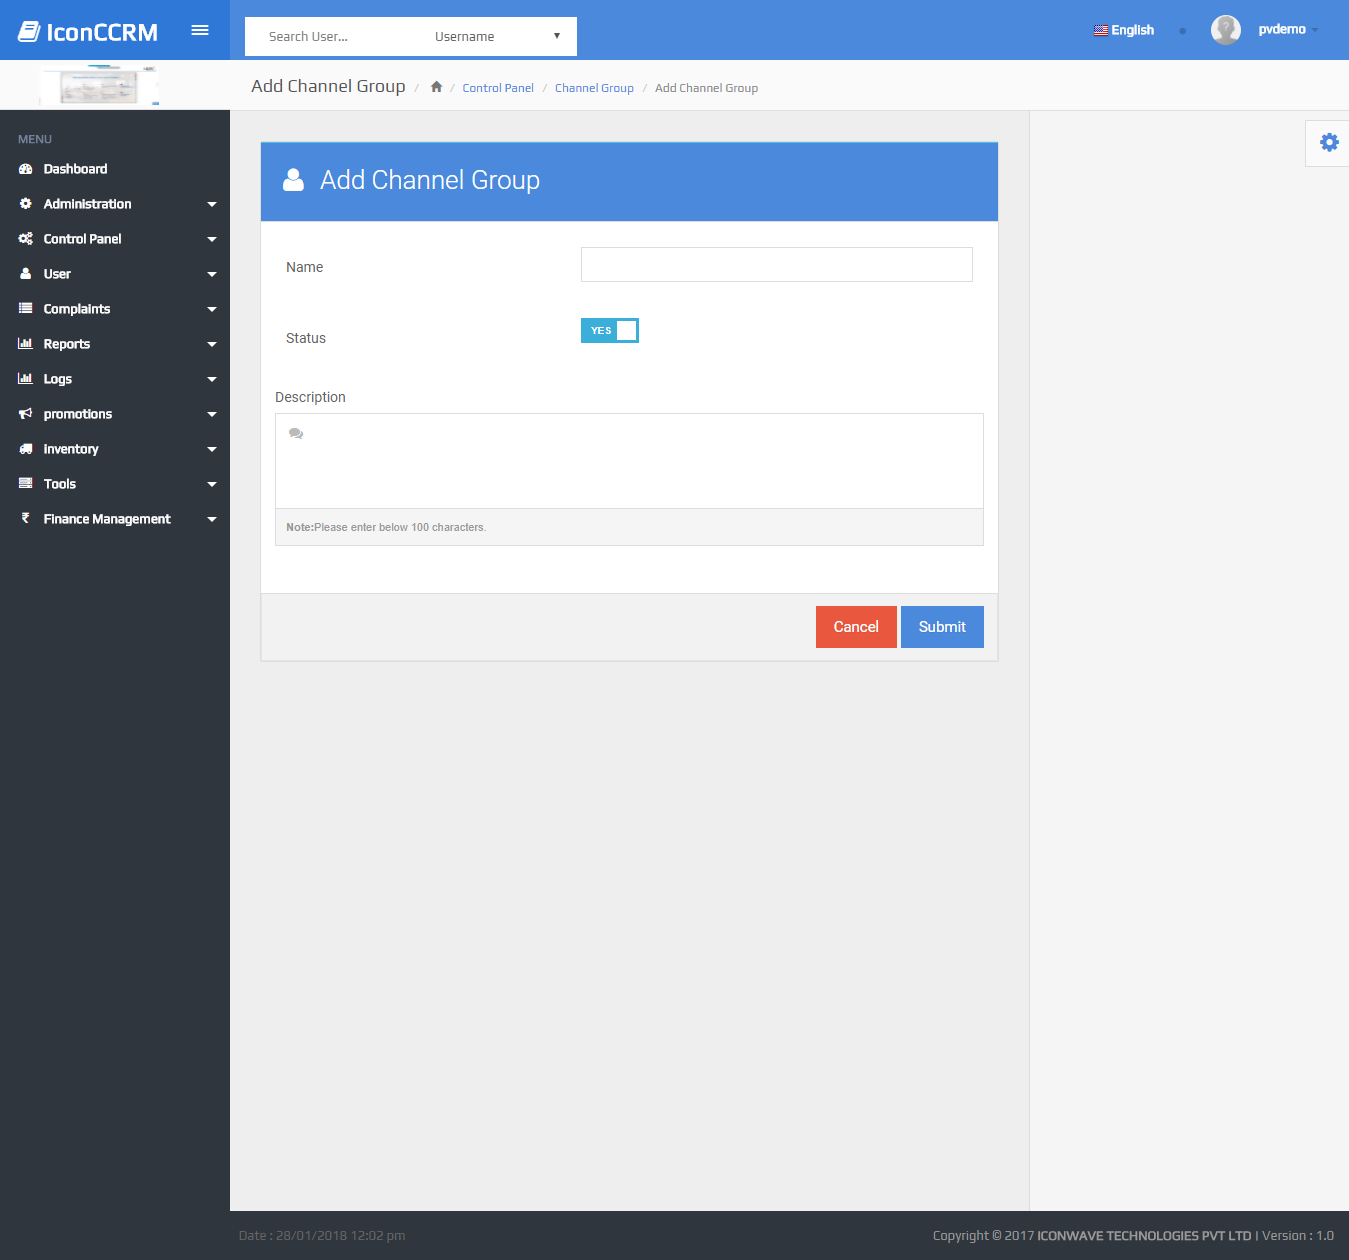 IconCCRM
Search User...
Username
English
pvdemo
Add Channel Group / / Control Panel / Channel Group / Add Channel Group
MENU
Dashboard
Administration
Control Panel
User
Complaints
Reports
Logs
promotions
inventory
Tools
Finance Management
Add Channel Group
Name
Status
YES
Description
Note:Please enter below 100 characters.
Cancel
Submit
Date : 28/01/2018 12:02 pm
Copyright © 2017 ICONWAVE TECHNOLOGIES PVT LTD | Version : 1.0